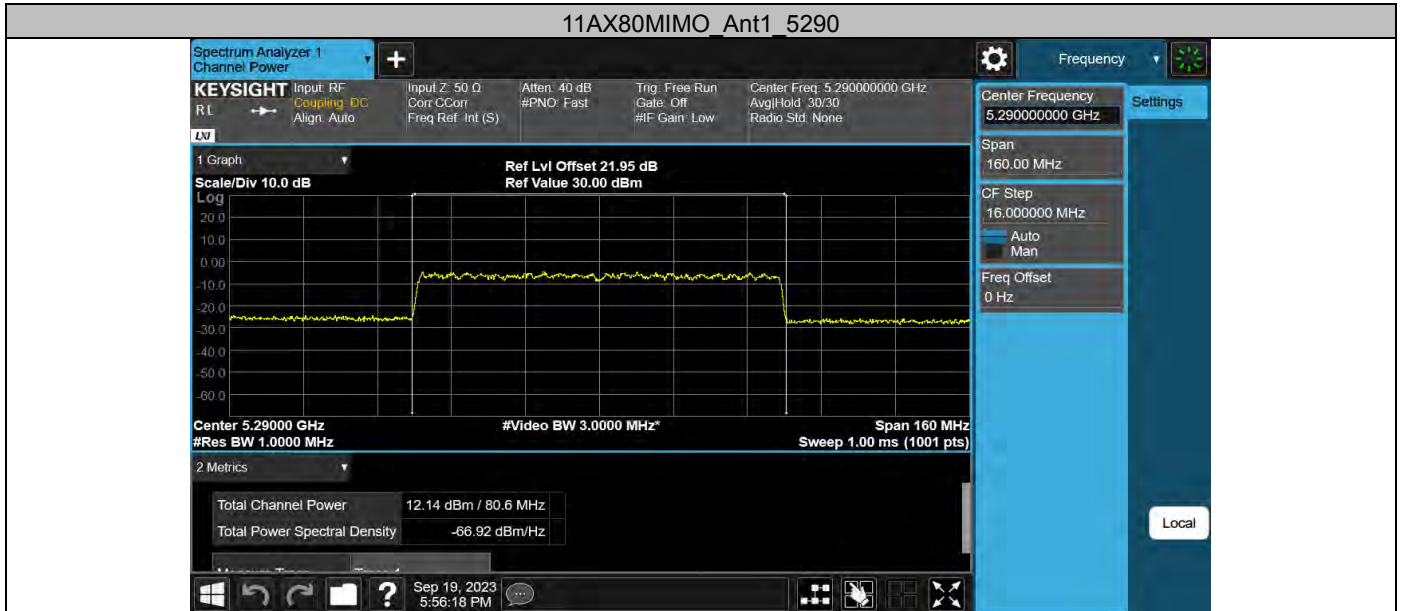 11AX80MIMO_Ant1_5290
Spectrum Analyzer 1
Channel Power
Frequency
KEYSIGHT
RL
LXI
Input: RF
Coupling: DC
Align: Auto
Input Z: 50 Ω
Corr CCorr
Freq Ref: Int (S)
Atten: 40 dB
#PNO: Fast
Trig: Free Run
Gate: Off
#IF Gain: Low
Center Freq: 5.290000000 GHz
Avg|Hold: 30/30
Radio Std: None
Center Frequency
5.290000000 GHz
Settings
Span
160.00 MHz
CF Step
16.000000 MHz
Auto
Man
Freq Offset
0 Hz
Local
1 Graph
Scale/Div 10.0 dB
Ref Lvl Offset 21.95 dB
Ref Value 30.00 dBm
Log
20.0
10.0
0.00
-10.0
-20.0
-30.0
-40.0
-50.0
-60.0
Center 5.29000 GHz
#Res BW 1.0000 MHz
#Video BW 3.0000 MHz*
Span 160 MHz
Sweep 1.00 ms (1001 pts)
2 Metrics
Total Channel Power 12.14 dBm / 80.6 MHz
Total Power Spectral Density -66.92 dBm/Hz
Sep 19, 2023
5:56:18 PM